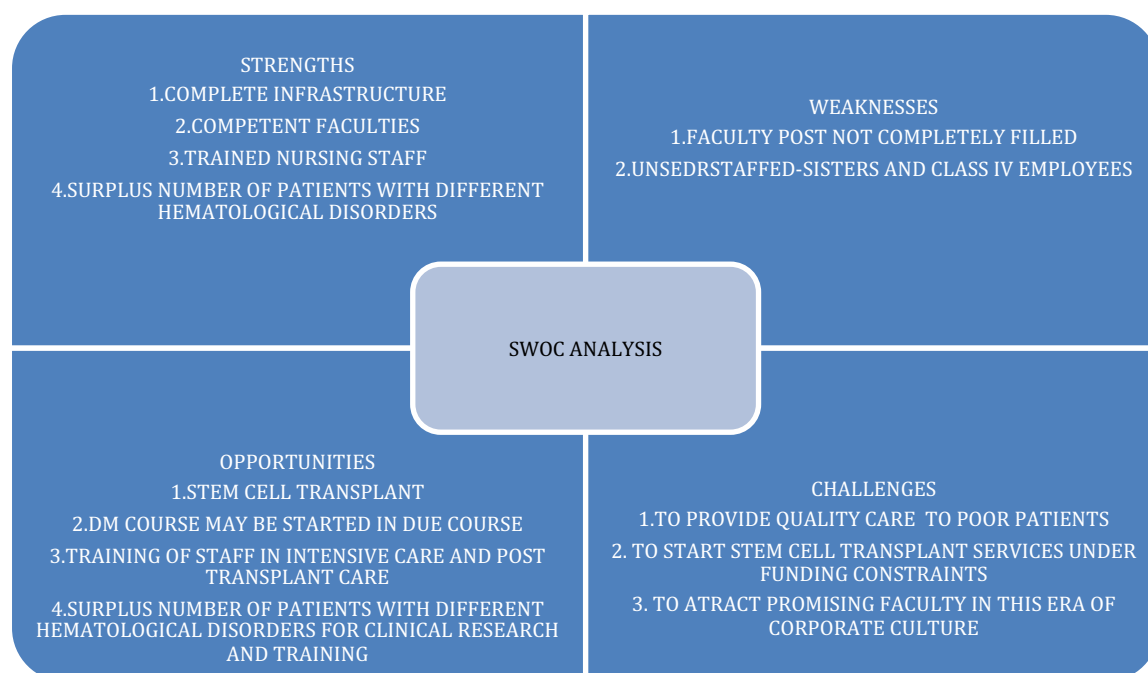 STRENGTHS
1.COMPLETE INFRASTRUCTURE
2.COMPETENT FACULTIES
3.TRAINED NURSING STAFF
4.SURPLUS NUMBER OF PATIENTS WITH DIFFERENT
HEMATOLOGICAL DISORDERS
WEAKNESSES
1.FACULTY POST NOT COMPLETELY FILLED
2.UNSEDRSTAFFED-SISTERS AND CLASS IV EMPLOYEES
SWOC ANALYSIS
OPPORTUNITIES
1.STEM CELL TRANSPLANT
2.DM COURSE MAY BE STARTED IN DUE COURSE
3.TRAINING OF STAFF IN INTENSIVE CARE AND POST
TRANSPLANT CARE
4.SURPLUS NUMBER OF PATIENTS WITH DIFFERENT
HEMATOLOGICAL DISORDERS FOR CLINICAL RESEARCH
AND TRAINING
CHALLENGES
1.TO PROVIDE QUALITY CARE TO POOR PATIENTS
2. TO START STEM CELL TRANSPLANT SERVICES UNDER
FUNDING CONSTRAINTS
3. TO ATRACT PROMISING FACULTY IN THIS ERA OF
CORPORATE CULTURE